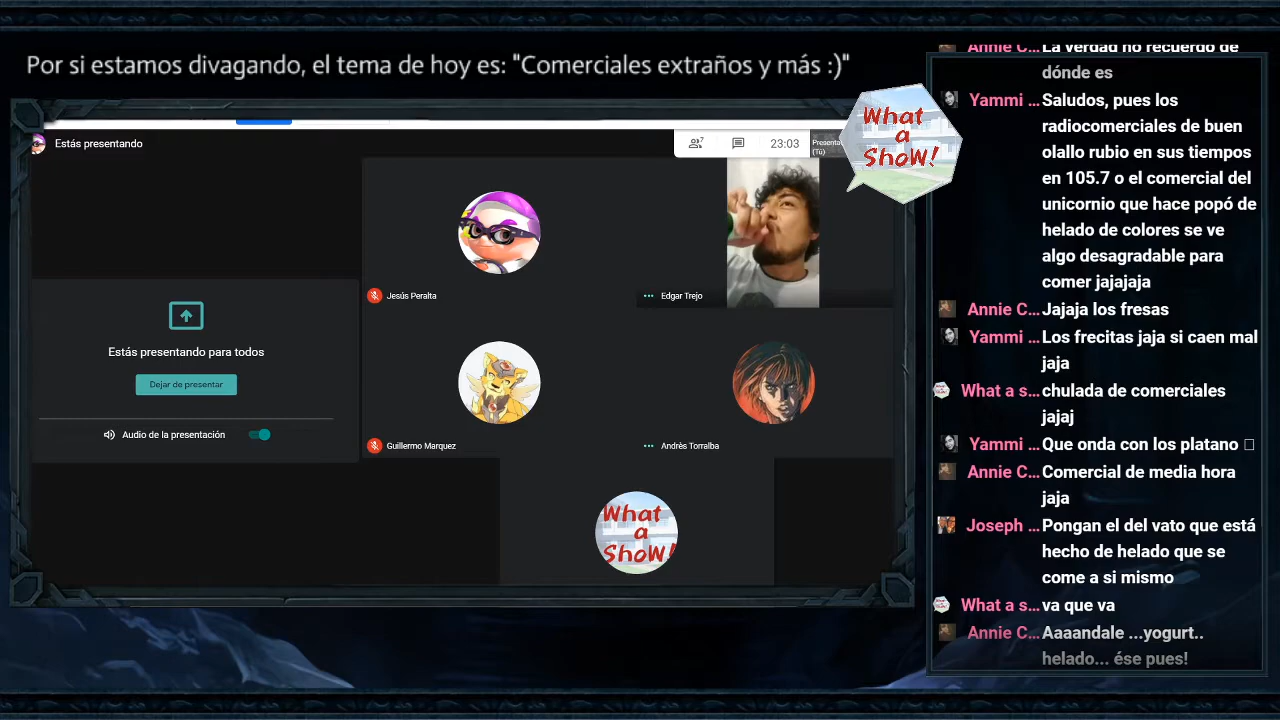 Por si estamos divagando, el tema de hoy es: "Comerciales extraños y más :)"
Estás presentando
7
23:03
Presenta
(Tú)
What
a
ShoW!
Jesús Peralta
Edgar Trejo
Estás presentando para todos
Dejar de presentar
Audio de la presentación
Guillermo Marquez
Andrès Torralba
What
a
ShoW!
Annie C... La verdad no recuerdo de
dónde es
Yammi ... Saludos, pues los
radiocomerciales de buen
olallo rubio en sus tiempos
en 105.7 o el comercial del
unicornio que hace popó de
helado de colores se ve
algo desagradable para
comer jajajaja
Annie C... Jajaja los fresas
Yammi ... Los frecitas jaja si caen mal
jaja
What a s... chulada de comerciales
jajaj
Yammi ... Que onda con los platano
Annie C... Comercial de media hora
jaja
Joseph ... Pongan el del vato que está
hecho de helado que se
come a si mismo
What a s... va que va
Annie C... Aaaandale ...yogurt..
helado... ése pues!